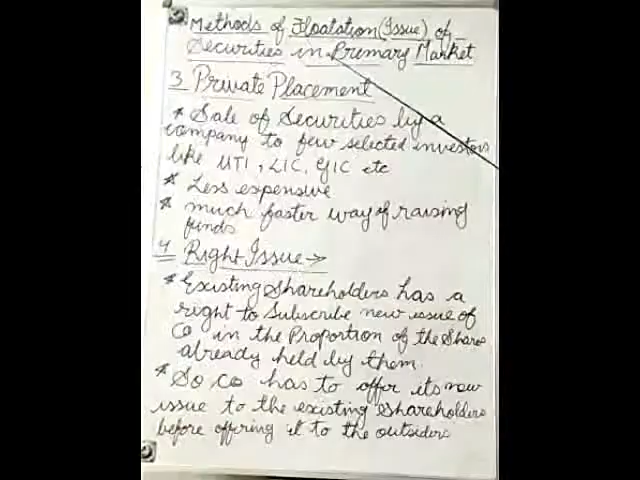 Methods of Floatation (Issue) of
Securities in Primary Market
3 Private Placement
* Sale of Securities by a
company to few selected investors
like UTI, LIC, GIC etc
* Less expensive
* much faster way of raising
funds
4 Right Issue →
* Existing Shareholders has a
right to Subscribe new issue of
Co in the Proportion of the Shares
already held by them.
* So Co has to offer its new
issue to the existing shareholders
before offering it to the outsiders